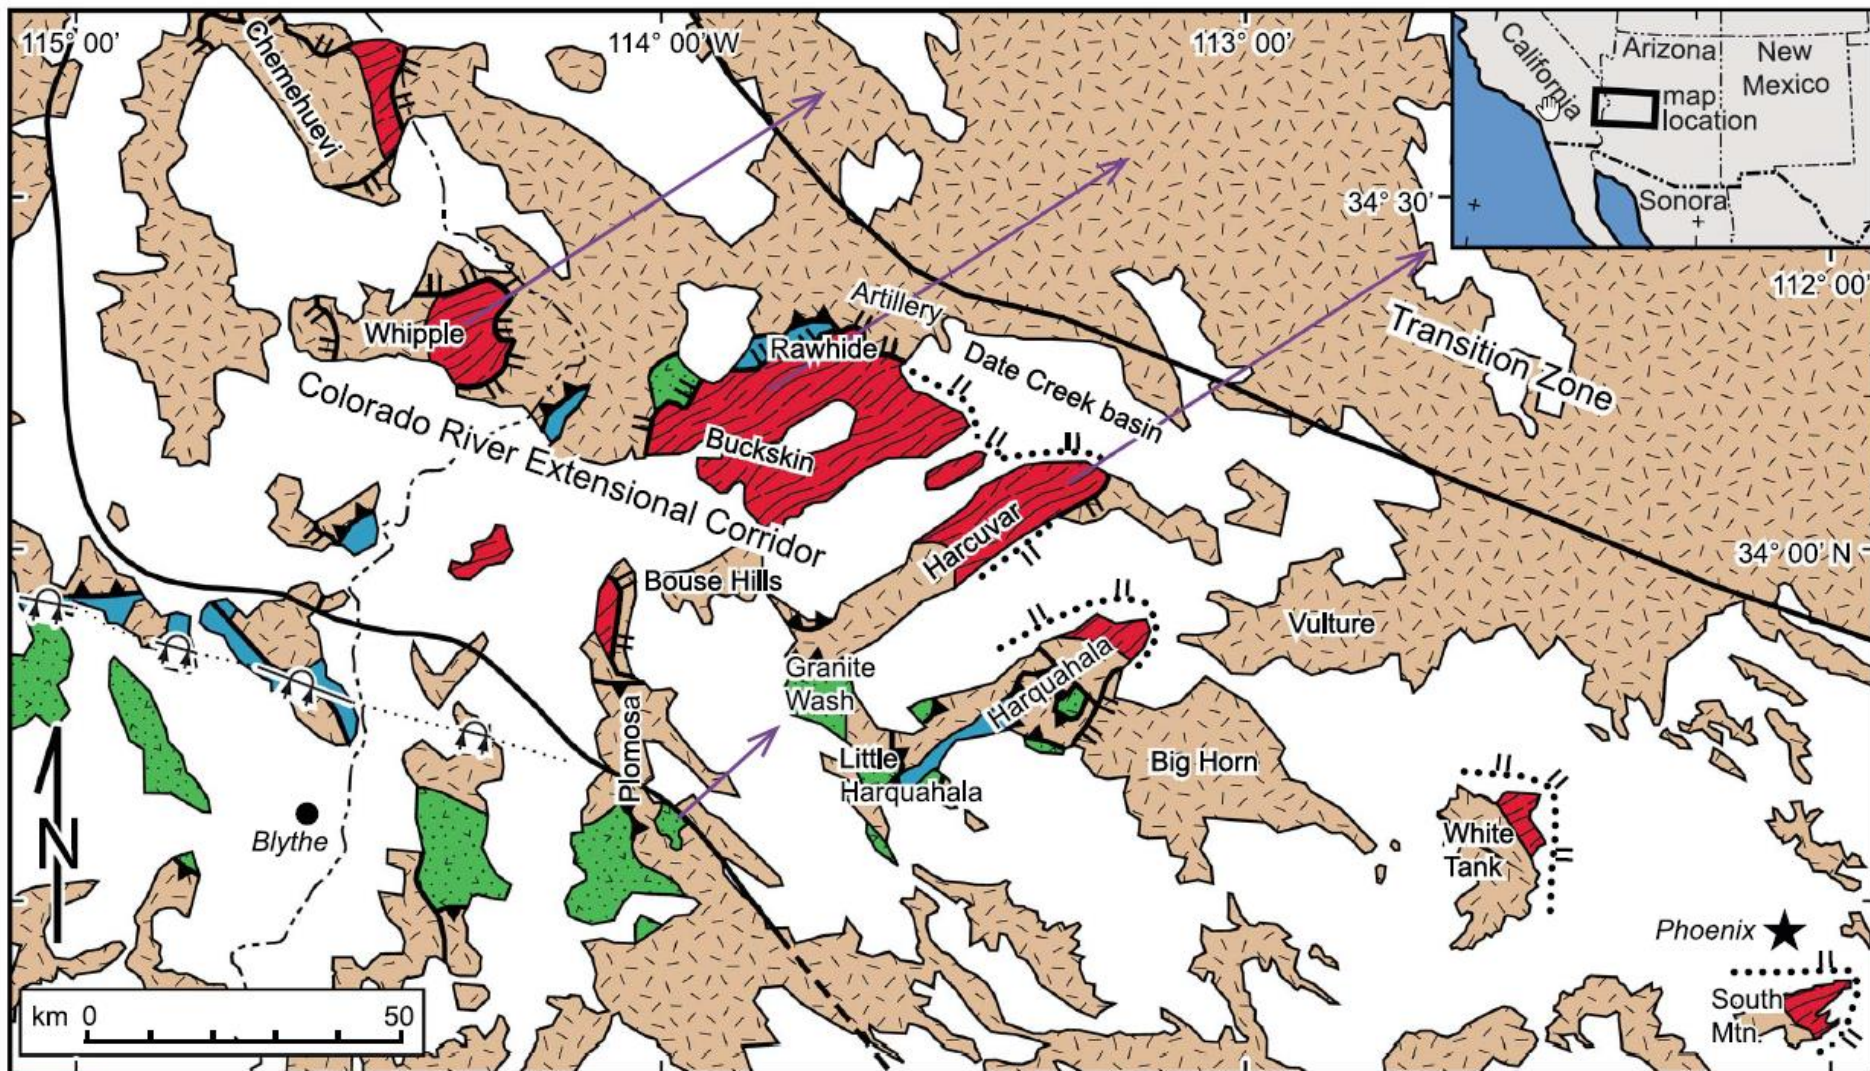 115° 00'
114° 00' W
113° 00'
California
Arizona
New
Mexico
map
location
Sonora
Chemehuevi
34° 30'
112° 00'
Whipple
Artillery
Rawhide
Transition Zone
Date Creek basin
Colorado River Extensional Corridor
Buckskin
Harcuvar
34° 00' N
Bouse Hills
Vulture
Granite
Wash
Harquahala
Plomosa
Little
Harquahala
Big Horn
Blythe
White
Tank
N
Phoenix
South
Mtn.
km 0 50